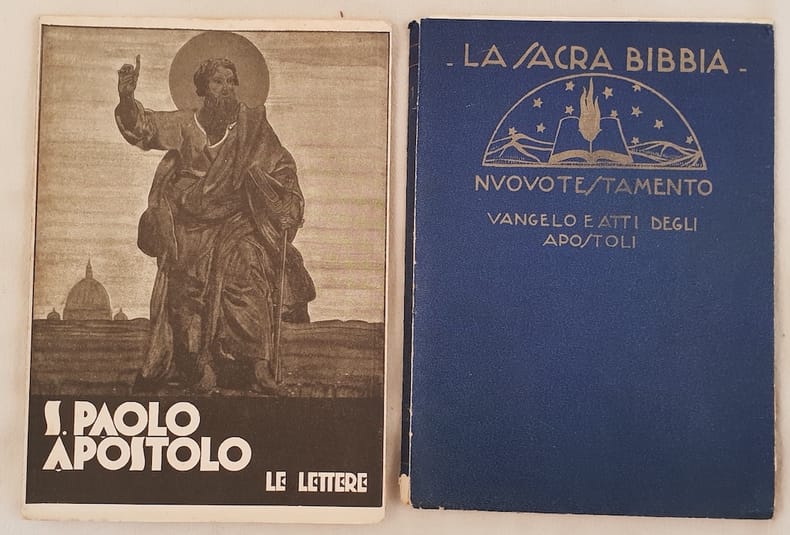 S. PAOLO
APOSTOLO
LE LETTERE
- LA SACRA BIBBIA -
NVOVO TESTAMENTO
VANGELO E ATTI DEGLI
APOSTOLI